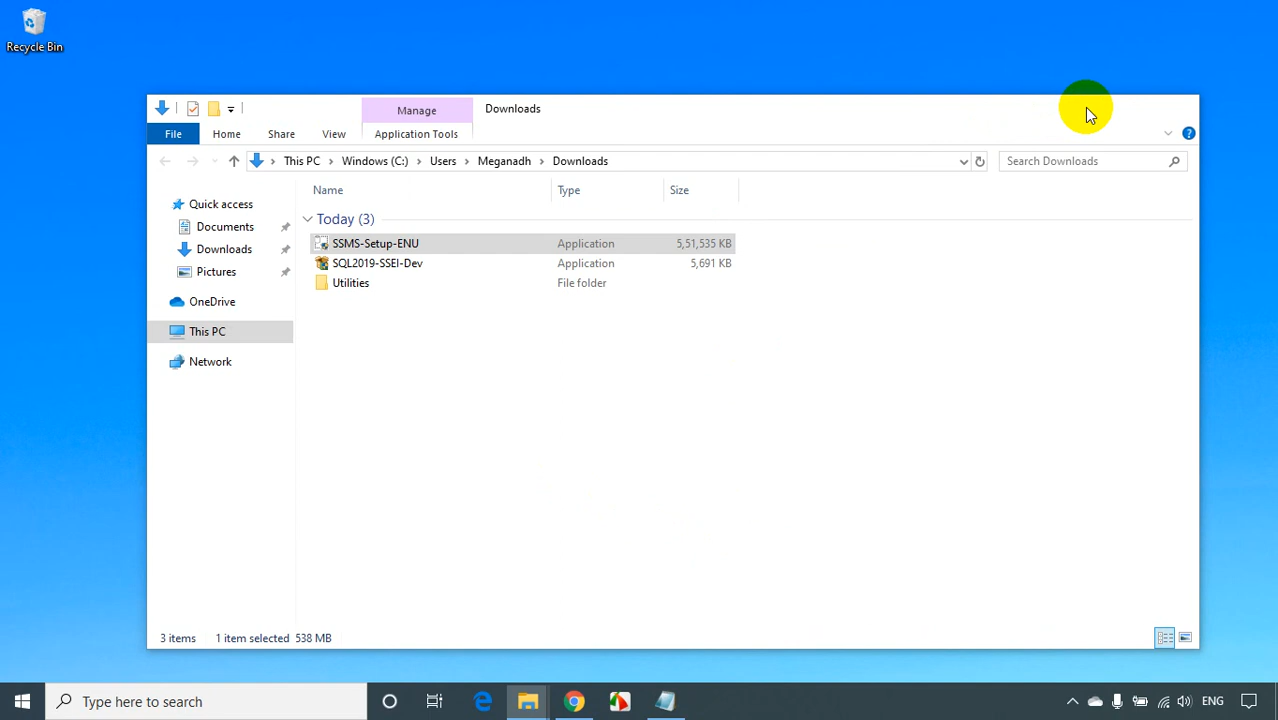 Recycle Bin
Manage
Downloads
File
Home
Share
View
Application Tools
This PC > Windows (C:) > Users > Meganadh > Downloads
Search Downloads
Name
Type
Size
Quick access
Documents
Downloads
Pictures
OneDrive
This PC
Network
Today (3)
SSMS-Setup-ENU Application 5,51,535 KB
SQL2019-SSEI-Dev Application 5,691 KB
Utilities File folder
3 items 1 item selected 538 MB
Type here to search
ENG